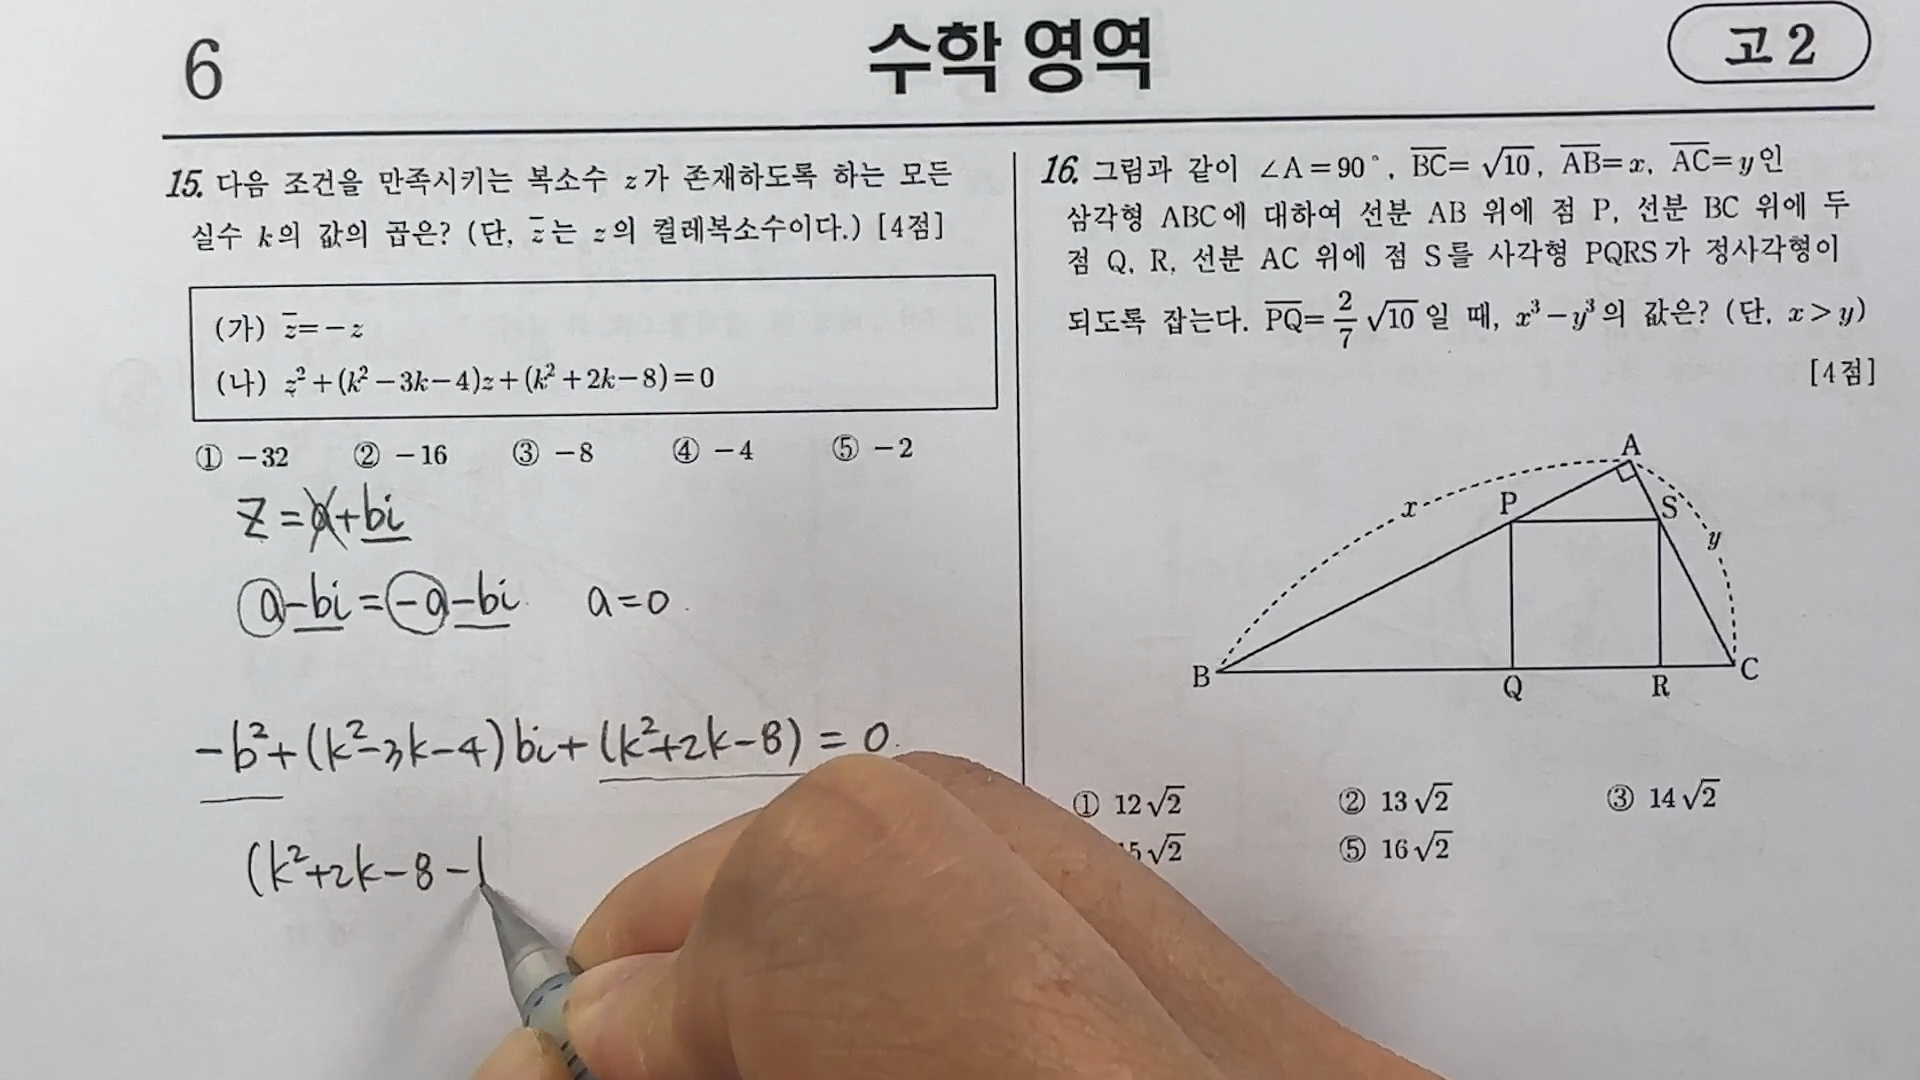 6
수학 영역
고 2
15. 다음 조건을 만족시키는 복소수 z가 존재하도록 하는 모든
실수 k의 값의 곱은? (단, z̄는 z의 켤레복소수이다.) [4점]
(가) z̄=−z
(나) z²+(k²−3k−4)z+(k²+2k−8)=0
① −32 ② −16 ③ −8 ④ −4 ⑤ −2
z=a+bi
a−bi=−a−bi. a=0.
−b²+(k²−3k−4)bi+(k²+2k−8)=0.
(k²+2k−8−
16. 그림과 같이 ∠A=90°, B̅C̅=√10, A̅B̅=x, A̅C̅=y인
삼각형 ABC에 대하여 선분 AB 위에 점 P, 선분 BC 위에 두
점 Q, R, 선분 AC 위에 점 S를 사각형 PQRS가 정사각형이
되도록 잡는다. P̅Q̅=2/7√10일 때, x³−y³의 값은? (단, x>y)
[4점]
A
x
P
S
y
B
Q
R
C
① 12√2 ② 13√2 ③ 14√2
15√2 ⑤ 16√2